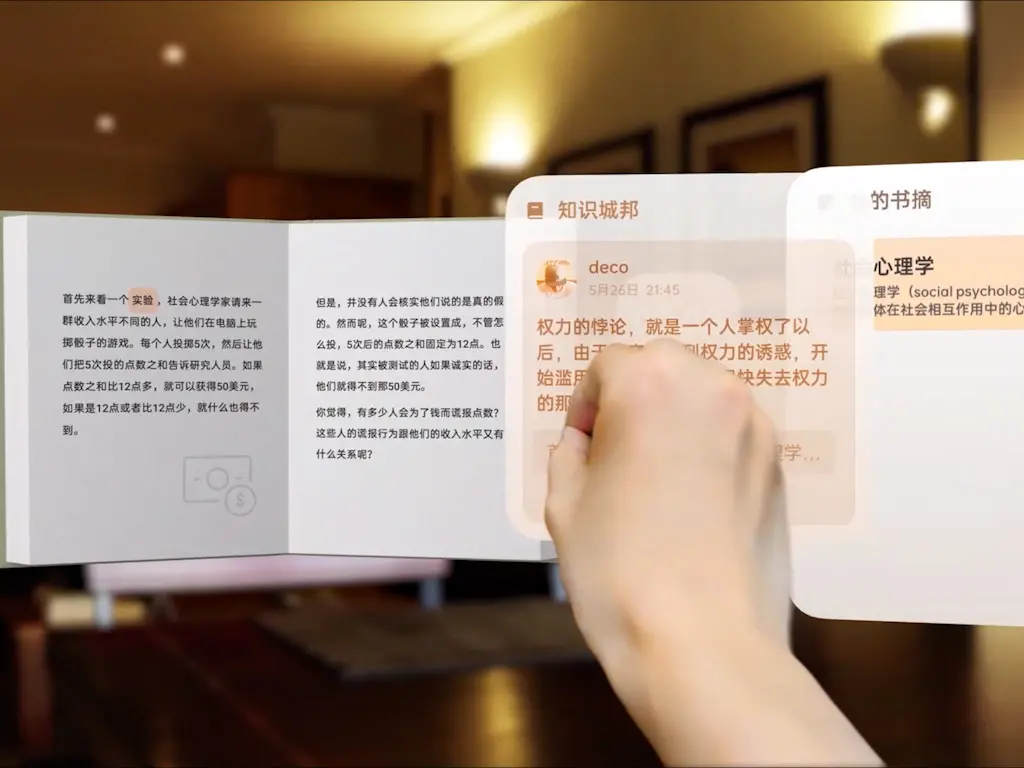 首先来看一个实验，社会心理学家请来一
群收入水平不同的人，让他们在电脑上玩
掷骰子的游戏。每个人投掷5次，然后让他
们把5次投的点数之和告诉研究人员。如果
点数之和比12点多，就可以获得50美元，
如果是12点或者比12点少，就什么也得不
到。
但是，并没有人会核实他们说的是真的假
的。然而呢，这个骰子被设置成，不管怎
么投，5次后的点数之和固定为12点。也
就是说，其实被测试的人如果诚实的话，
他们就得不到那50美元。
你觉得，有多少人会为了钱而谎报点数？
这些人的谎报行为跟他们的收入水平又有
什么关系呢？
知识城邦
deco
5月26日 21:45
权力的悖论，就是一个人掌权了以
后，由于 到权力的诱惑，开
始滥用 快失去权力
的那
理学...
的书摘
社会心理学
理学（social psycholog
体在社会相互作用中的心